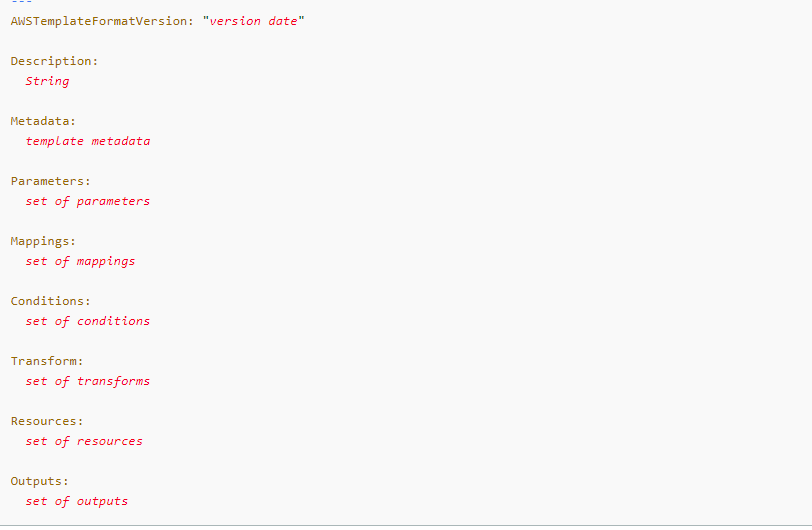 ---
AWSTemplateFormatVersion: "version date"
Description:
String
Metadata:
template metadata
Parameters:
set of parameters
Mappings:
set of mappings
Conditions:
set of conditions
Transform:
set of transforms
Resources:
set of resources
Outputs:
set of outputs